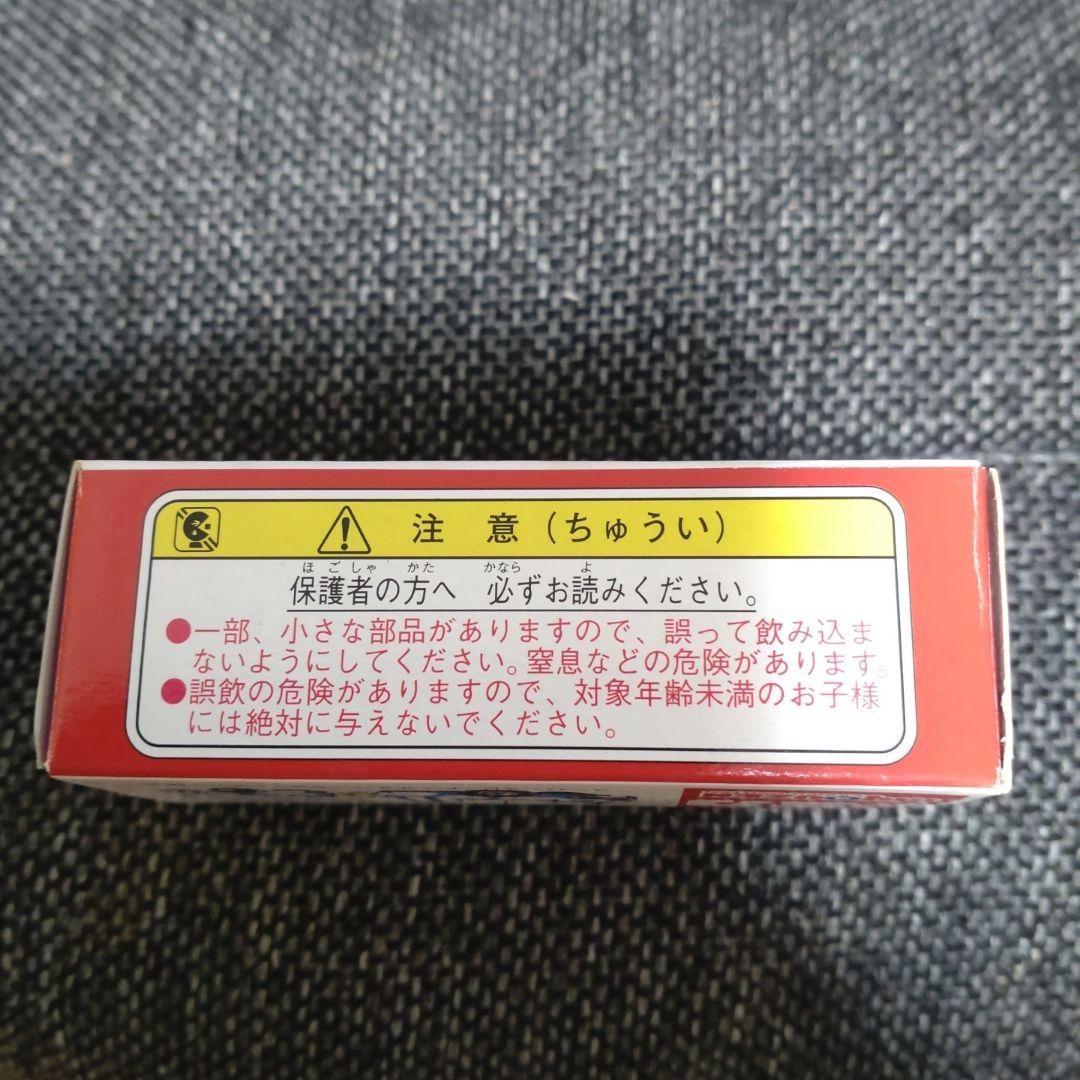 注 意(ちゅうい)
ほごしゃ かた かなら よ
保護者の方へ 必ずお読みください。
●一部、小さな部品がありますので、誤って飲み込ま
ないようにしてください。窒息などの危険があります。
●誤飲の危険がありますので、対象年齢未満のお子様
には絶対に与えないでください。